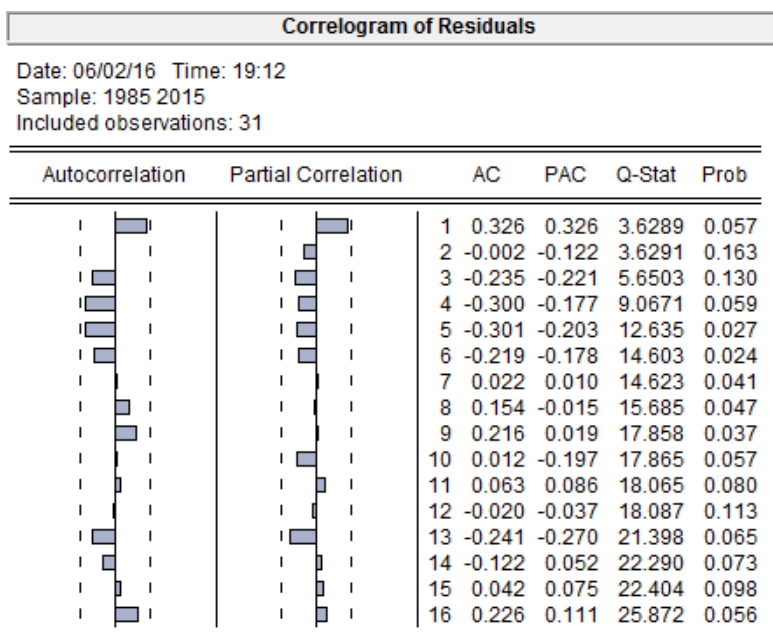 Correlogram of Residuals
Date: 06/02/16 Time: 19:12
Sample: 1985 2015
Included observations: 31
Autocorrelation Partial Correlation AC PAC Q-Stat Prob
1 0.326 0.326 3.6289 0.057
2 -0.002 -0.122 3.6291 0.163
3 -0.235 -0.221 5.6503 0.130
4 -0.300 -0.177 9.0671 0.059
5 -0.301 -0.203 12.635 0.027
6 -0.219 -0.178 14.603 0.024
7 0.022 0.010 14.623 0.041
8 0.154 -0.015 15.685 0.047
9 0.216 0.019 17.858 0.037
10 0.012 -0.197 17.865 0.057
11 0.063 0.086 18.065 0.080
12 -0.020 -0.037 18.087 0.113
13 -0.241 -0.270 21.398 0.065
14 -0.122 0.052 22.290 0.073
15 0.042 0.075 22.404 0.098
16 0.226 0.111 25.872 0.056